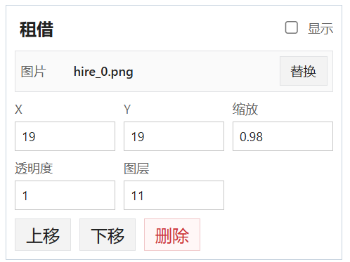 租借 显示
图片 hire_0.png 替换
X Y 缩放
19 19 0.98
透明度 图层
1 11
上移 下移 删除